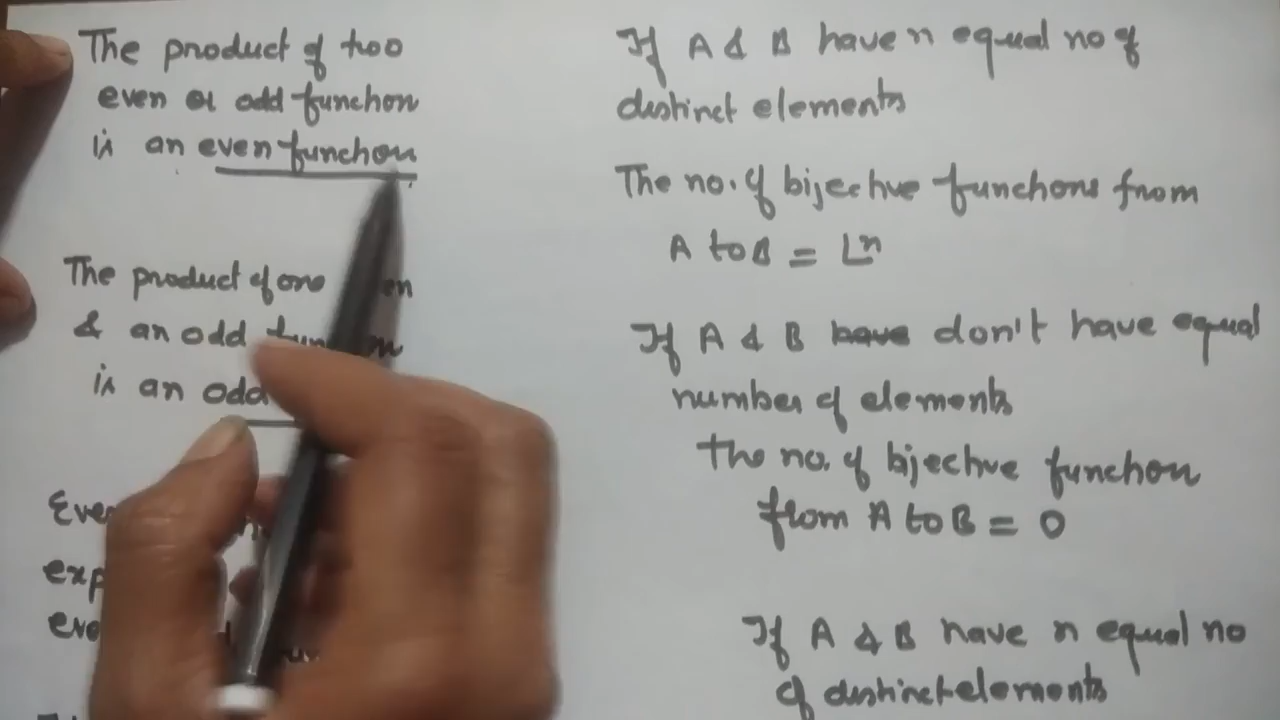 The product of two
even or odd function
is an even function
The product of one
& an odd function
is an odd
If A & B have n equal no of
distinct elements
The no. of bijective functions from
A to B = Ln
If A & B have don't have equal
number of elements
the no. of bijective function
from A to B = 0
If A & B have n equal no
of distinct elements